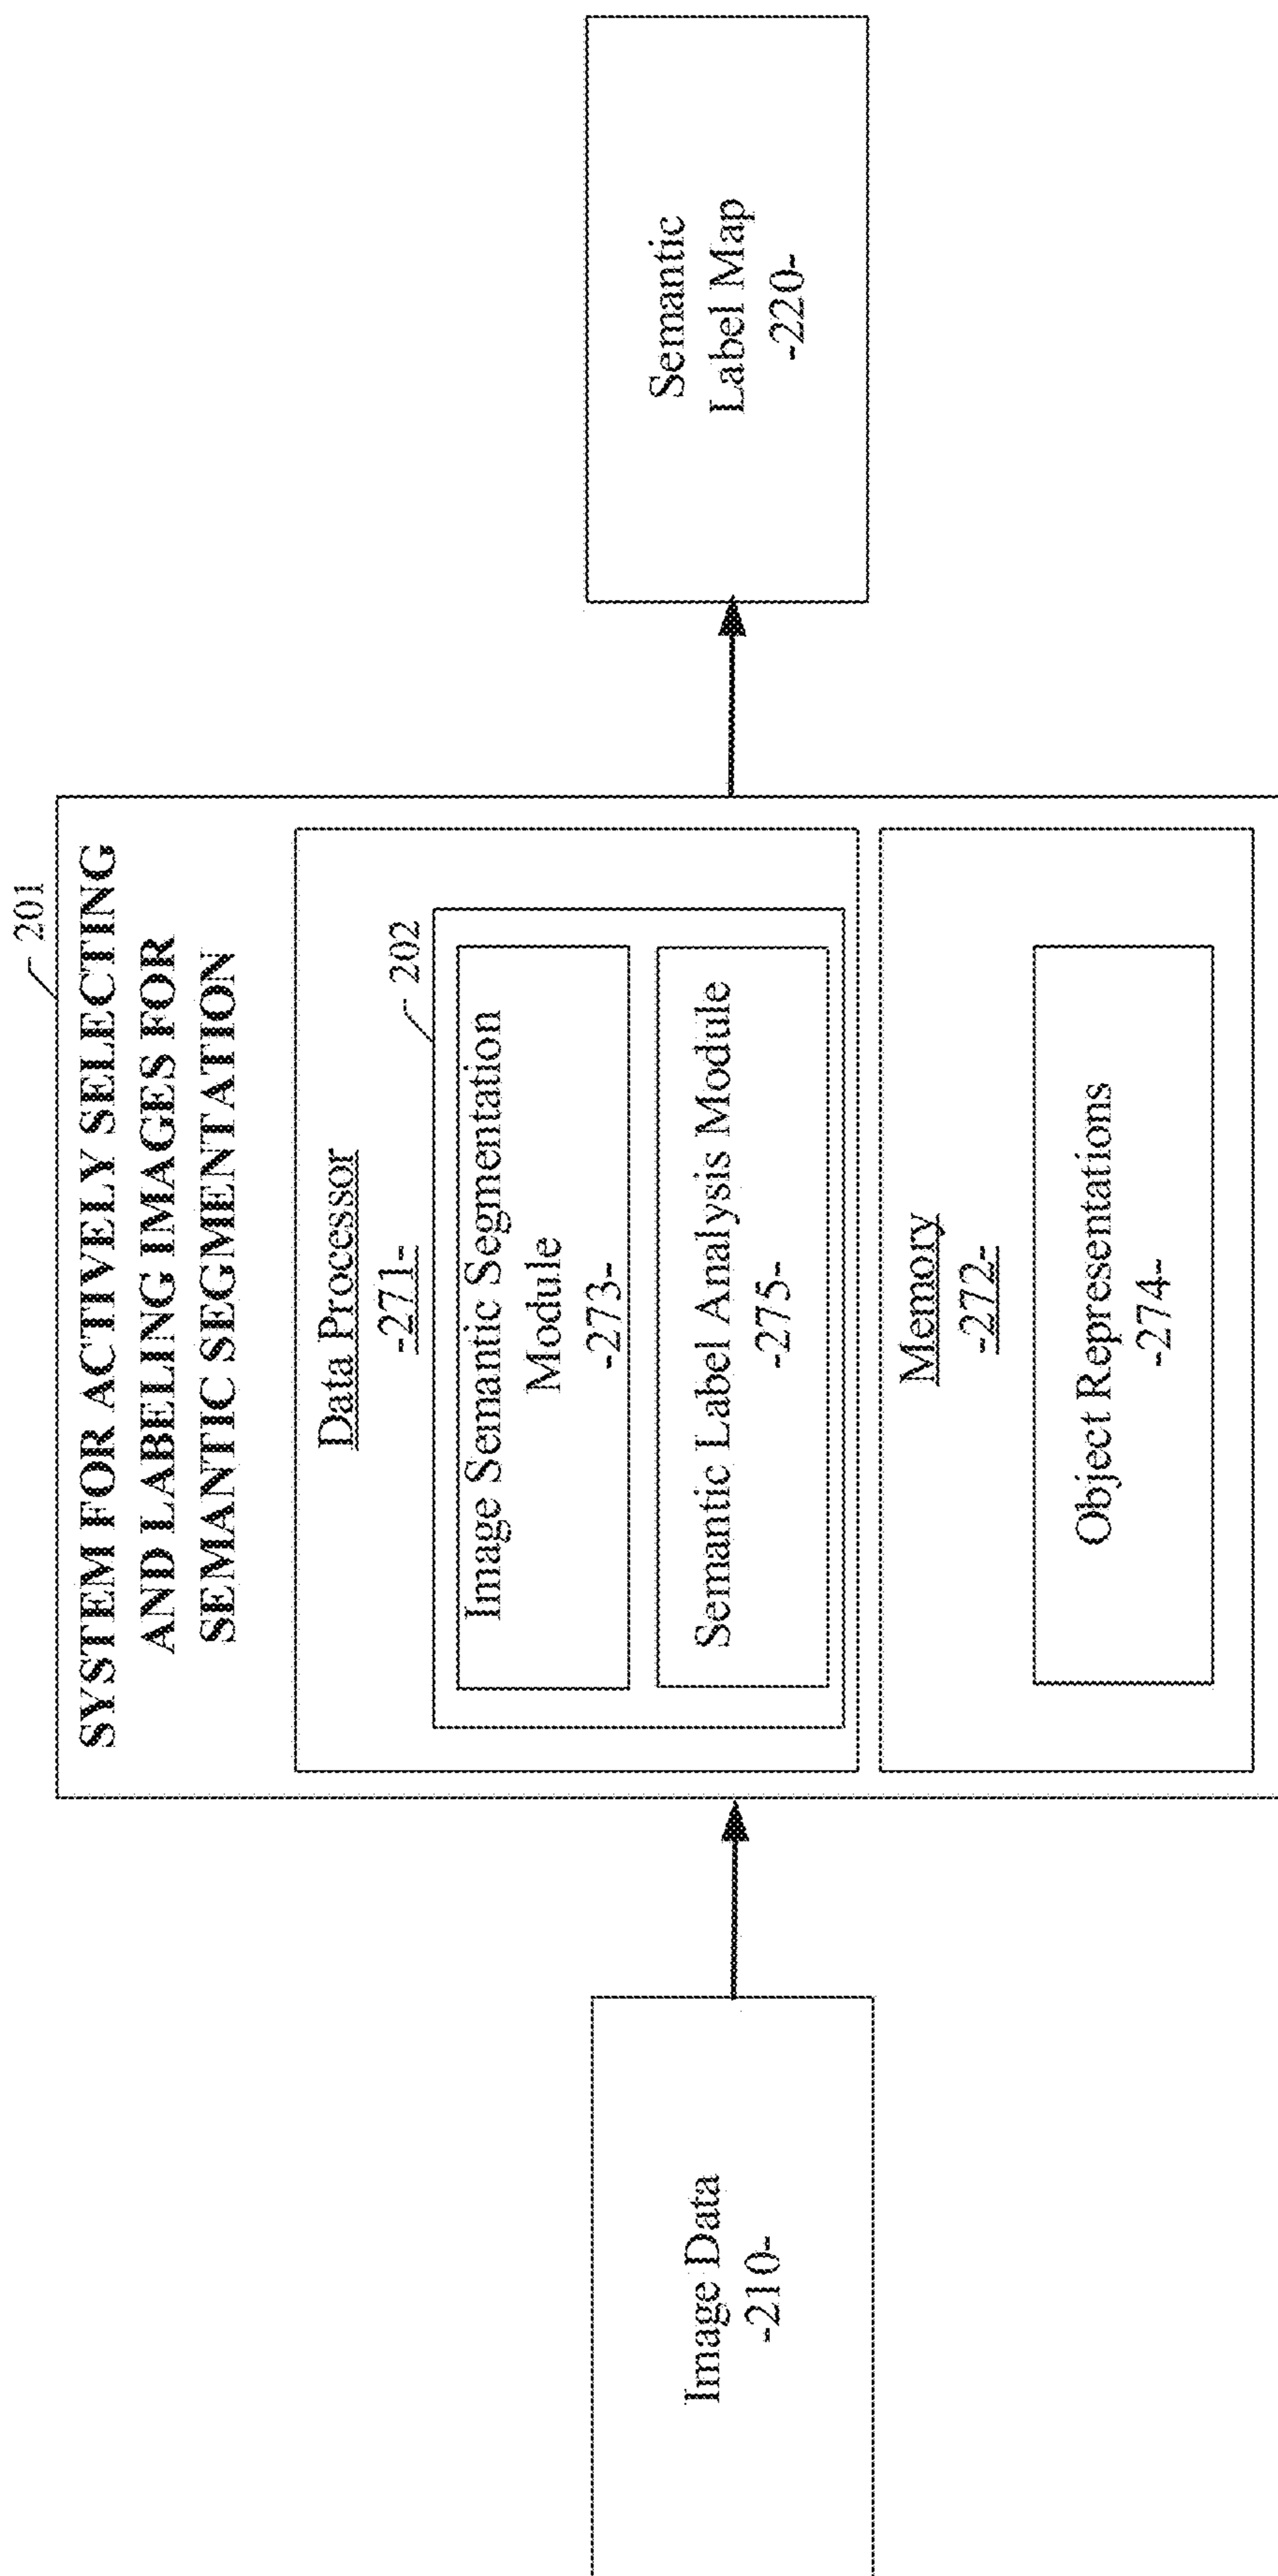 201
SYSTEM FOR ACTIVELY SELECTING
AND LABELING IMAGES FOR
SEMANTIC SEGMENTATION
Data Processor
-271-
202
Image Semantic Segmentation
Module
-273-
Semantic Label Analysis Module
-275-
Memory
-272-
Object Representations
-274-
Image Data
-210-
Semantic
Label Map
-220-